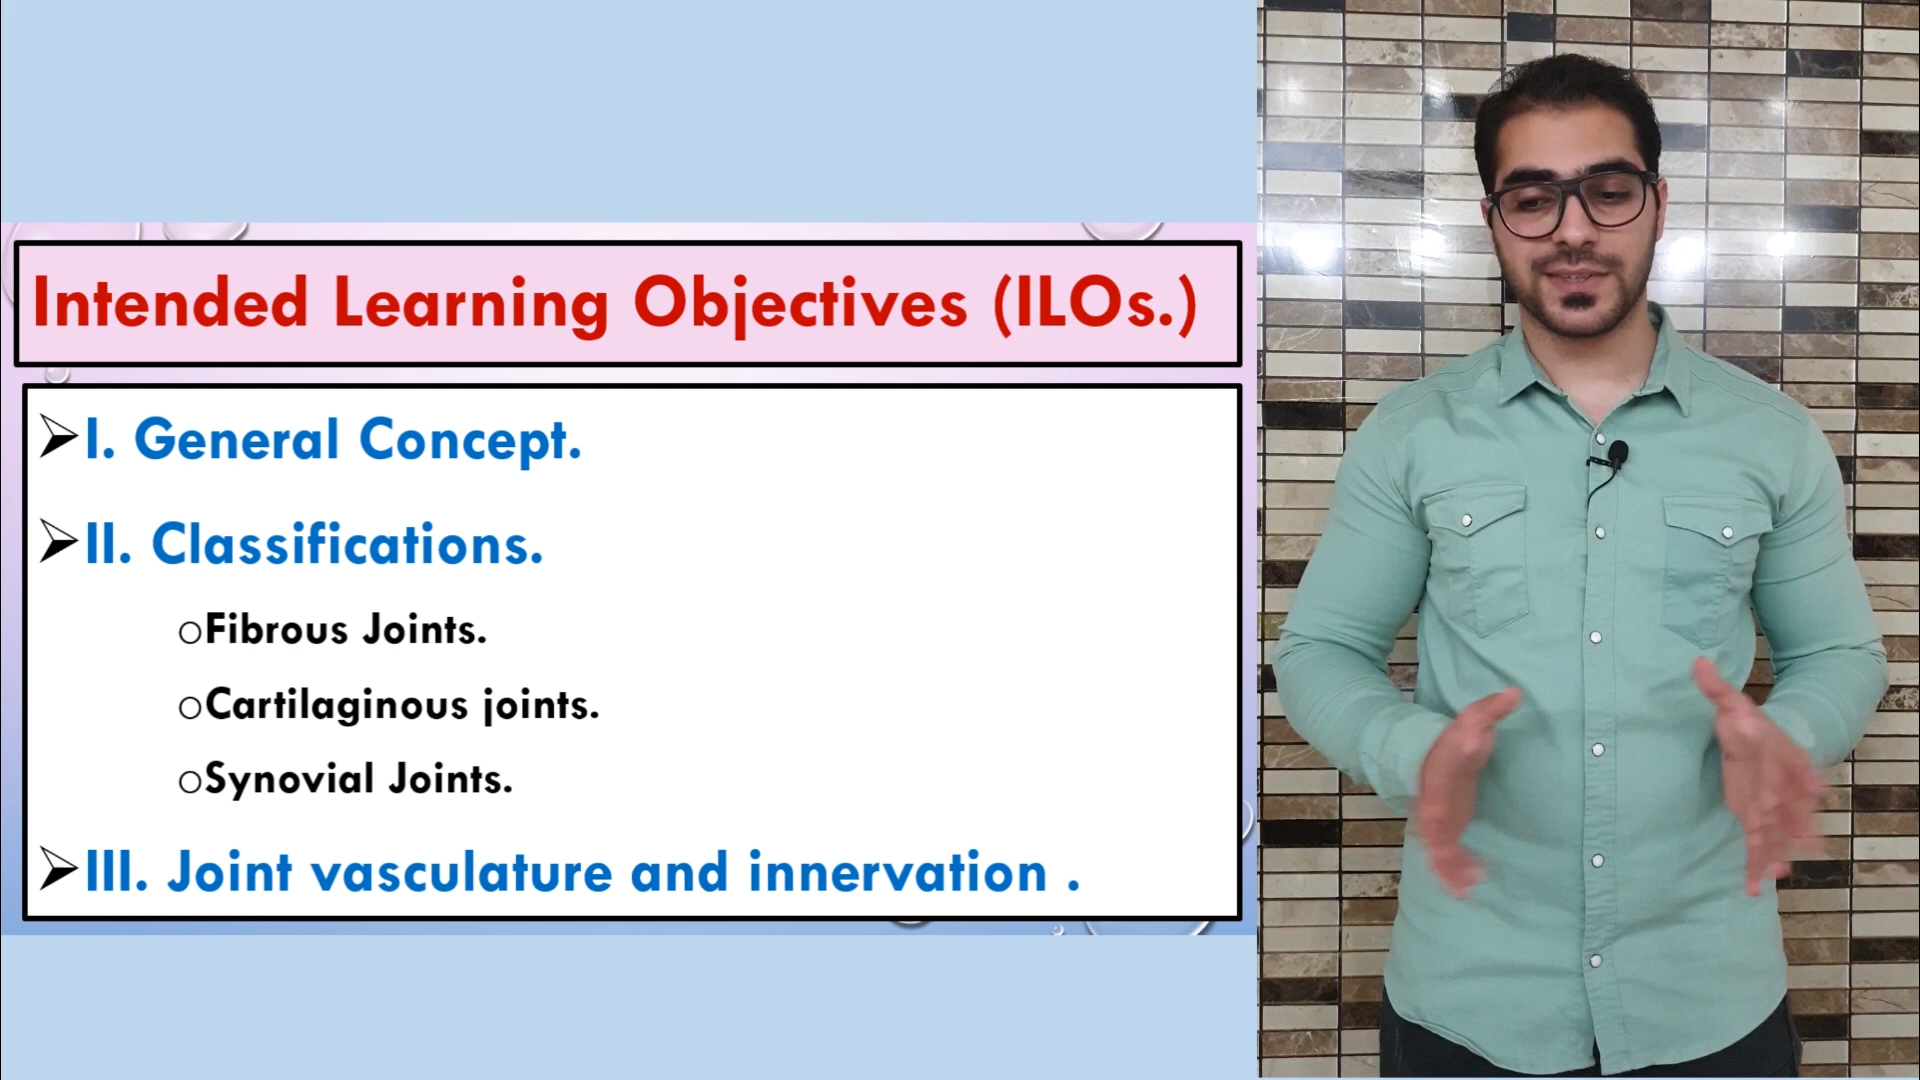 Intended Learning Objectives (ILOs.)
I. General Concept.
II. Classifications.
Fibrous Joints.
Cartilaginous joints.
Synovial Joints.
III. Joint vasculature and innervation .